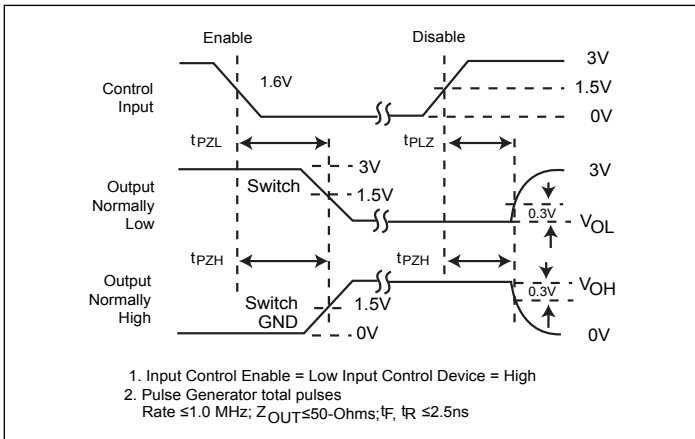 Enable
Disable
Control
Input
1.6V
3V
1.5V
0V
tPZL
tPLZ
Output
Normally
Low
Switch
3V
1.5V
3V
0.3V
VOL
tPZH
tPZH
Output
Normally
High
Switch
GND
1.5V
0V
VOH
0.3V
0V
1. Input Control Enable = Low Input Control Device = High
2. Pulse Generator total pulses
Rate ≤1.0 MHz; ZOUT≤50-Ohms;tF, tR ≤2.5ns